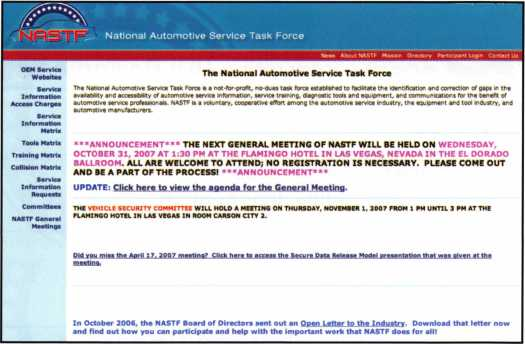 NASTF
National Automotive Service Task Force
News About NASTF Mission Directory Participant Login Contact Us
OEM Service
Websites
Service
Information
Access Charges
Service
Information
Matrix
Tools Matrix
Training Matrix
Collision Matrix
Service
Information
Requests
Committees
NASTF General
Meetings
The National Automotive Service Task Force
The National Automotive Service Task Force is a not-for-profit, no-dues task force established to facilitate the identification and correction of gaps in the
availability and accessibility of automotive service information, service training, diagnostic tools and equipment, and communications for the benefit of
automotive service professionals. NASTF is a voluntary, cooperative effort among the automotive service industry, the equipment and tool industry, and
automotive manufacturers.
***ANNOUNCEMENT*** THE NEXT GENERAL MEETING OF NASTF WILL BE HELD ON WEDNESDAY,
OCTOBER 31, 2007 AT 1:30 PM AT THE FLAMINGO HOTEL IN LAS VEGAS, NEVADA IN THE EL DORADO
BALLROOM. ALL ARE WELCOME TO ATTEND; NO REGISTRATION IS NECESSARY. PLEASE COME OUT
AND BE A PART OF THE PROCESS! ***ANNOUNCEMENT***
UPDATE: Click here to view the agenda for the General Meeting.
THE VEHICLE SECURITY COMMITTEE WILL HOLD A MEETING ON THURSDAY, NOVEMBER 1, 2007 FROM 1 PM UNTIL 3 PM AT THE
FLAMINGO HOTEL IN LAS VEGAS IN ROOM CARSON CITY 2.
Did you miss the April 17, 2007 meeting? Click here to access the Secure Data Release Model presentation that was given at the
meeting.
In October 2006, the NASTF Board of Directors sent out an Open Letter to the Industry. Download that letter now
and find out how you can participate and help with the important work that NASTF does for all!